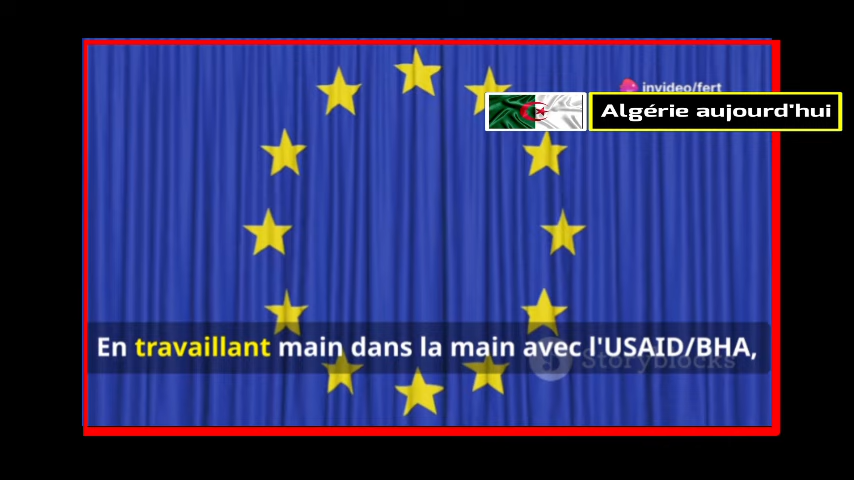 invideo/fert
Algérie aujourd'hui
En travaillant main dans la main avec l'USAID/BHA,
Storyblocks